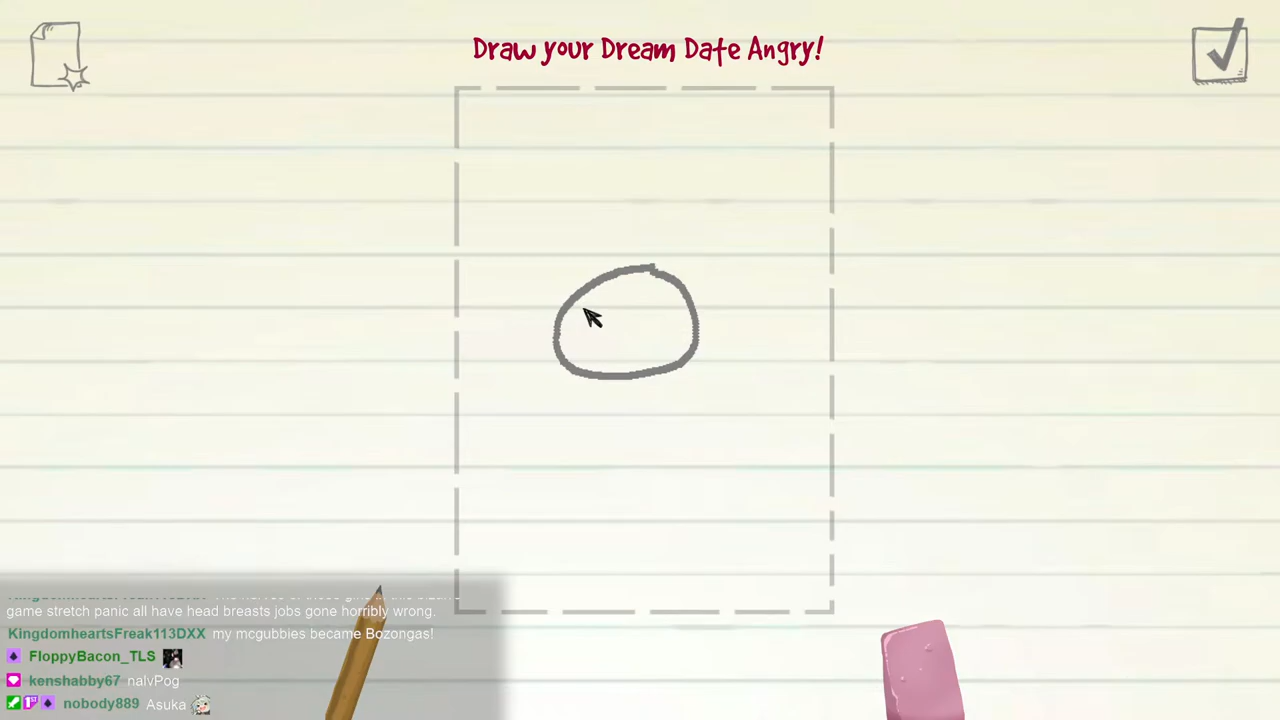 Draw your Dream Date Angry!
game stretch panic all have head breasts jobs gone horribly wrong.
KingdomheartsFreak113DXX my mcgubbies became Bozongas!
FloppyBacon_TLS
kenshabby67 nalvPog
nobody889 Asuka